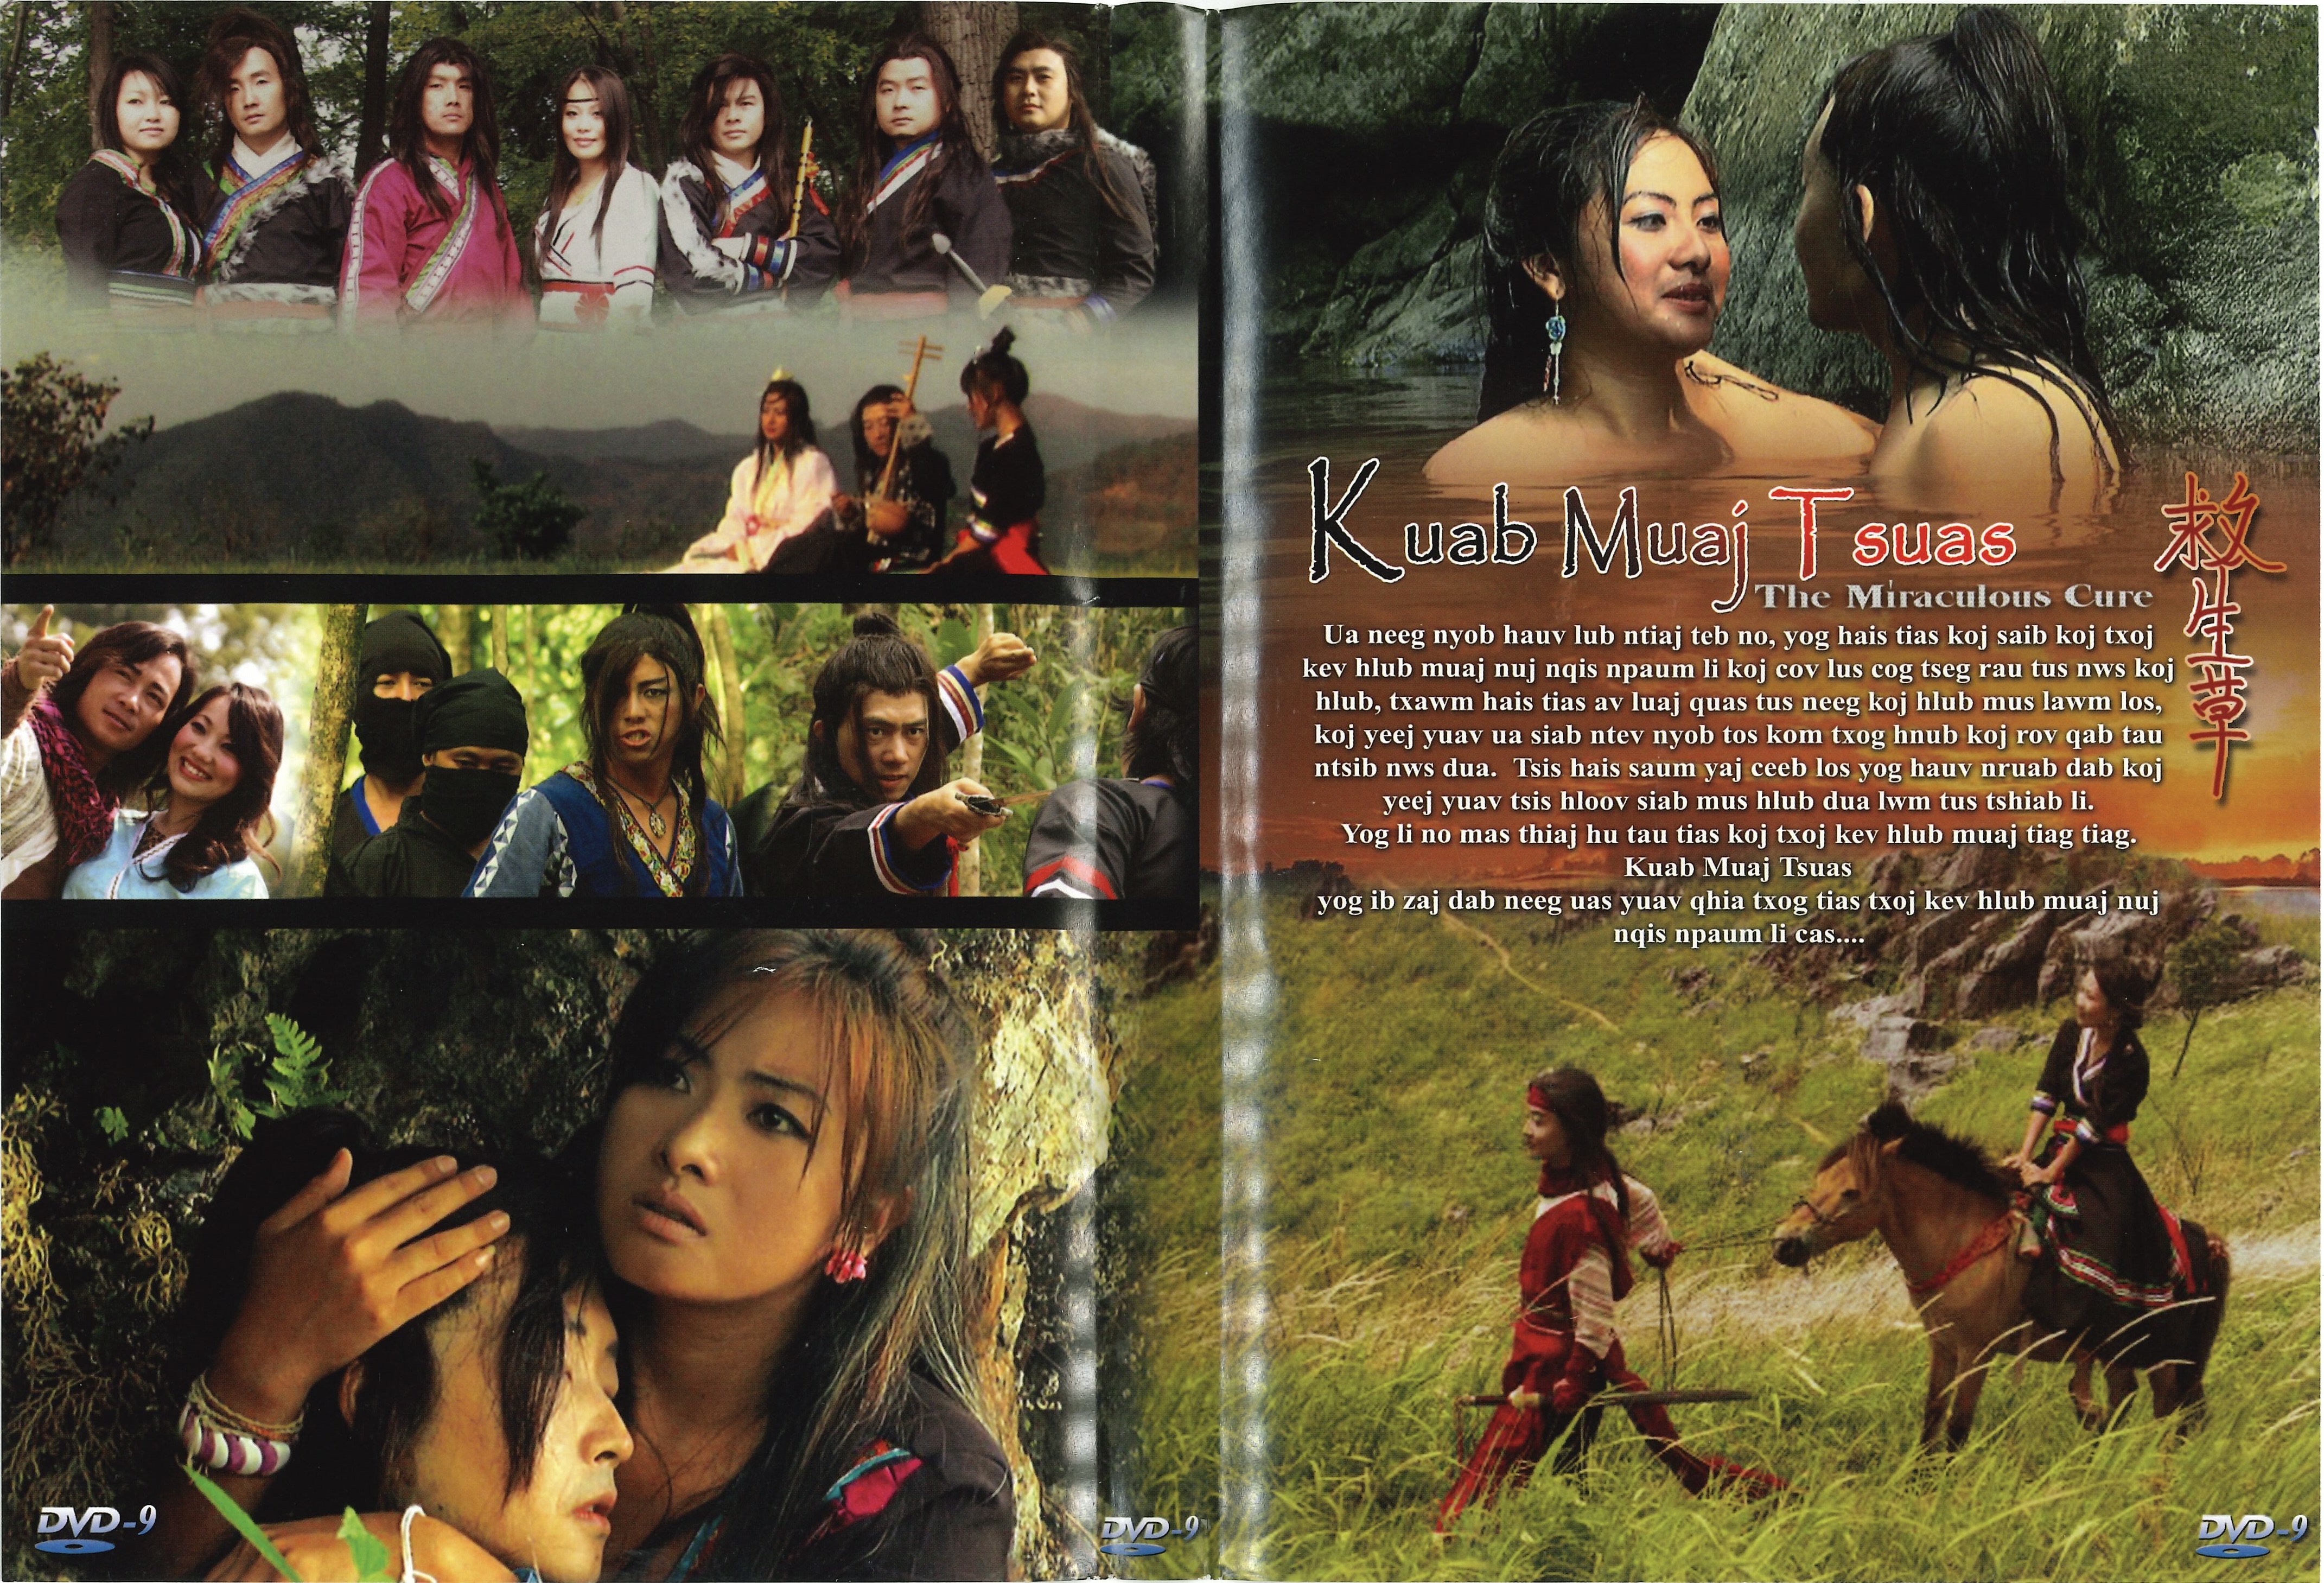 Kuab Muaj Tsuas
The Miraculous Cure
救生草
Ua neeg nyob hauv lub ntiaj teb no, yog hais tias koj saib koj txoj
kev hlub muaj nuj nqis npaum li koj cov lus cog tseg rau tus nws koj
hlub, txawm hais tias av luaj quas tus neeg koj hlub mus lawm los,
koj yeej yuav ua siab ntev nyob tos kom txog hnub koj rov qab tau
ntsib nws dua. Tsis hais saum yaj ceeb los yog hauv nruab dab koj
yeej yuav tsis hloov siab mus hlub dua lwm tus tshiab li.
Yog li no mas thiaj hu tau tias koj txoj kev hlub muaj tiag tiag.
Kuab Muaj Tsuas
yog ib zaj dab neeg uas yuav qhia txog tias txoj kev hlub muaj nuj
nqis npaum li cas....
DVD-9
DVD-9
DVD-9